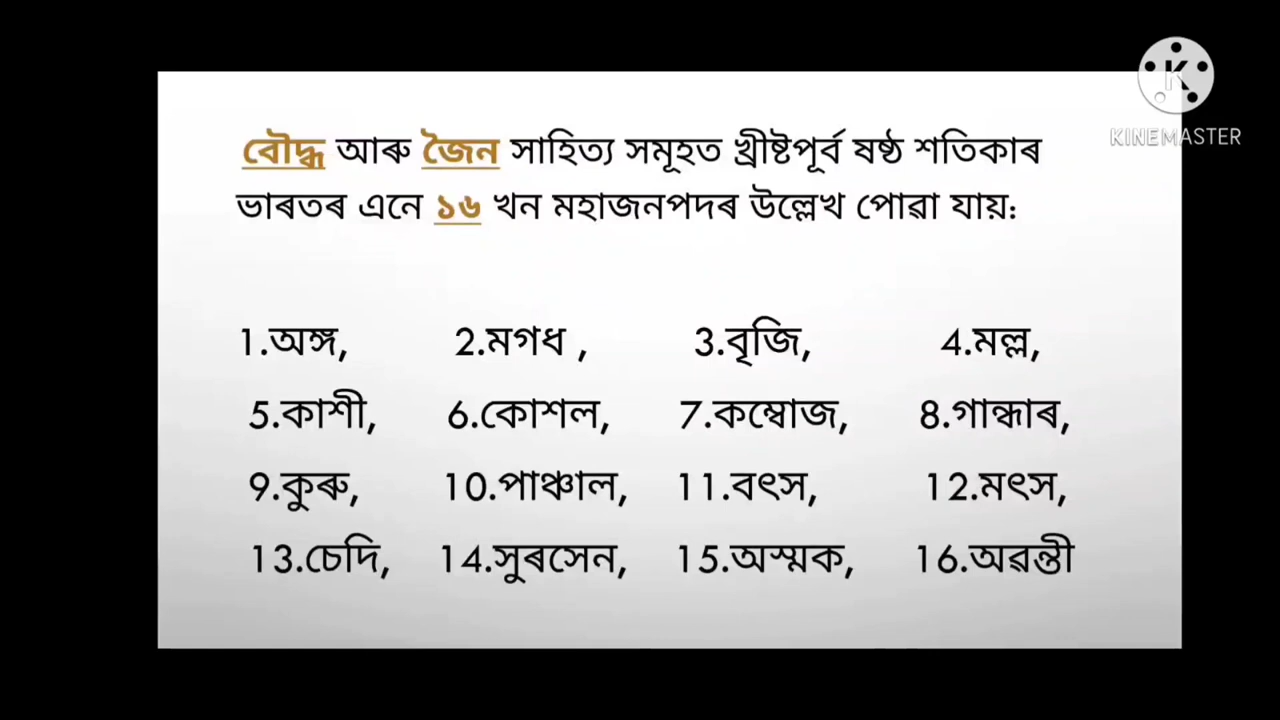 KINEMASTER
বৌদ্ধ আৰু জৈন সাহিত্য সমূহত খ্ৰীষ্টপূৰ্ব ষষ্ঠ শতিকাৰ
ভাৰতৰ এনে ১৬ খন মহাজনপদৰ উল্লেখ পোৱা যায়ঃ
1.অঙ্গ, 2.মগধ , 3.বৃজি, 4.মল্ল,
5.কাশী, 6.কোশল, 7.কম্বোজ, 8.গান্ধাৰ,
9.কুৰু, 10.পাঞ্চাল, 11.বৎস, 12.মৎস,
13.চেদি, 14.সুৰসেন, 15.অস্মক, 16.অৱন্তী